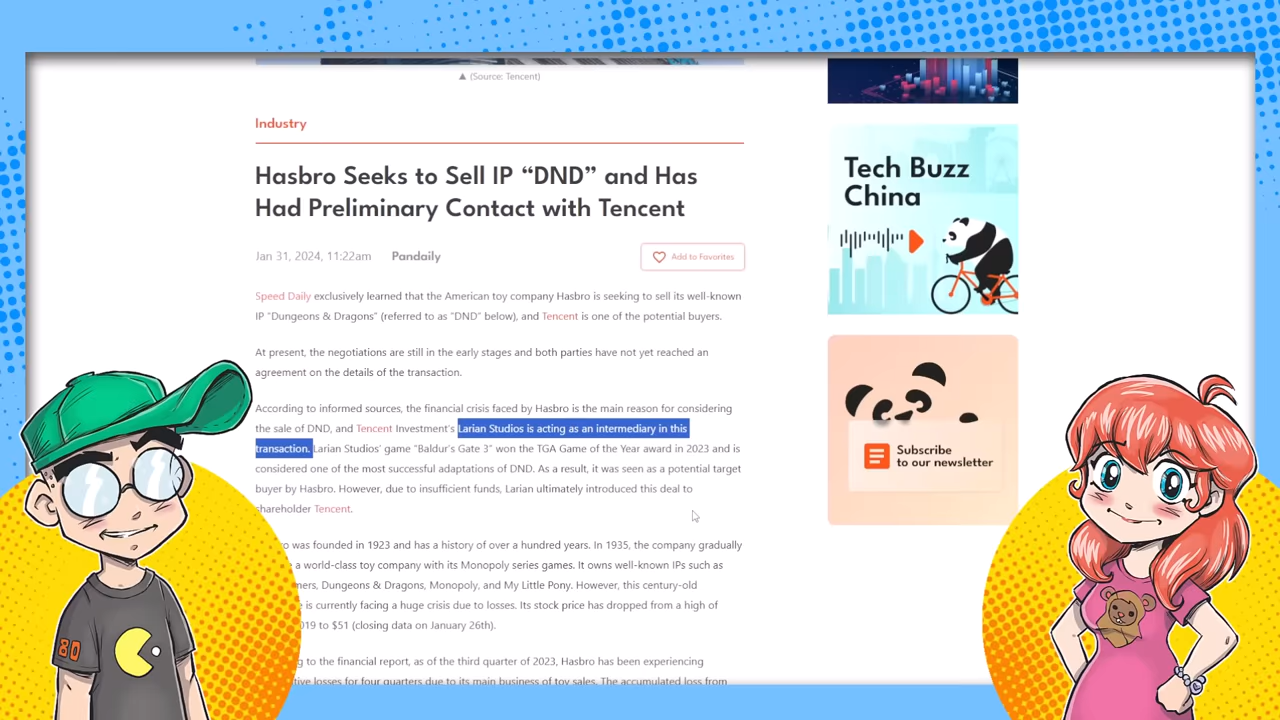 ▲ (Source: Tencent)
Industry
Hasbro Seeks to Sell IP “DND” and Has
Had Preliminary Contact with Tencent
Jan 31, 2024, 11:22am Pandaily
Add to Favorites
Speed Daily exclusively learned that the American toy company Hasbro is seeking to sell its well-known
IP "Dungeons & Dragons" (referred to as "DND" below), and Tencent is one of the potential buyers.
At present, the negotiations are still in the early stages and both parties have not yet reached an
agreement on the details of the transaction.
According to informed sources, the financial crisis faced by Hasbro is the main reason for considering
the sale of DND, and Tencent Investment's Larian Studios is acting as an intermediary in this
transaction. Larian Studios' game "Baldur's Gate 3" won the TGA Game of the Year award in 2023 and is
considered one of the most successful adaptations of DND. As a result, it was seen as a potential target
buyer by Hasbro. However, due to insufficient funds, Larian ultimately introduced this deal to
shareholder Tencent.
was founded in 1923 and has a history of over a hundred years. In 1935, the company gradually
a world-class toy company with its Monopoly series games. It owns well-known IPs such as
Dungeons & Dragons, Monopoly, and My Little Pony. However, this century-old
is currently facing a huge crisis due to losses. Its stock price has dropped from a high of
to $51 (closing data on January 26th).
to the financial report, as of the third quarter of 2023, Hasbro has been experiencing
losses for four quarters due to its main business of toy sales. The accumulated loss from
Tech Buzz
China
Subscribe
to our newsletter
80